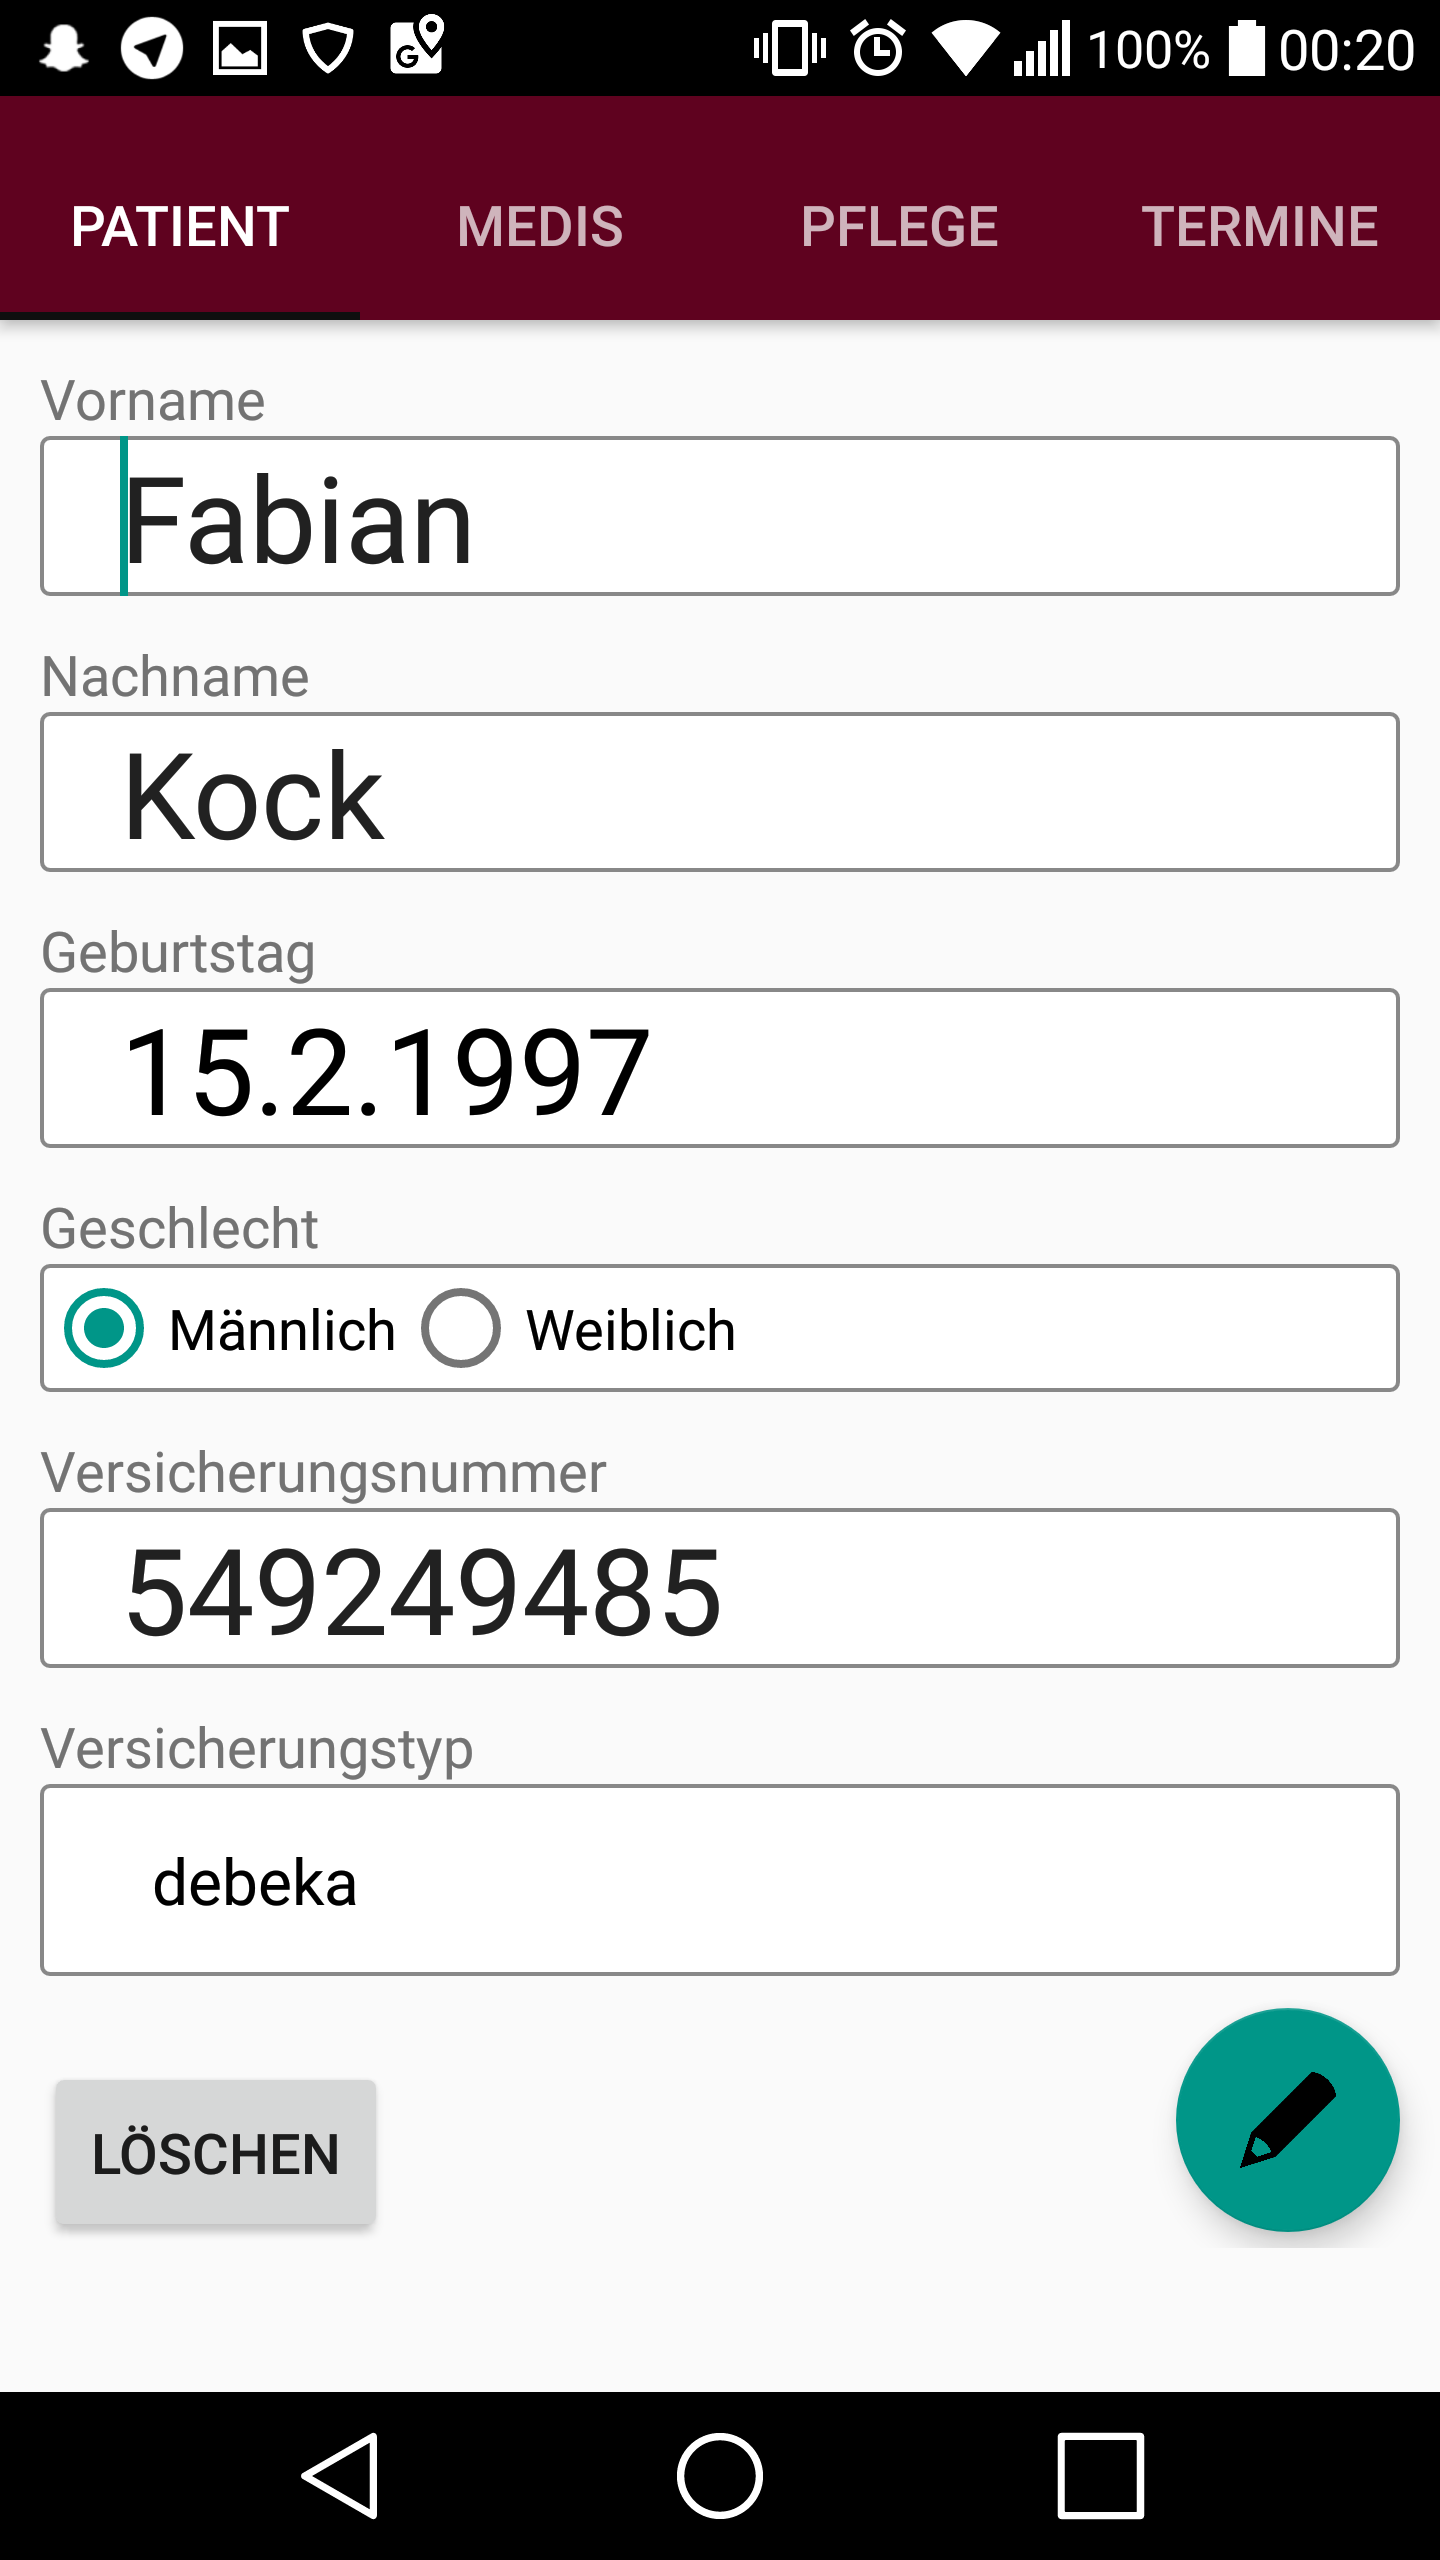 100% 00:20
PATIENT MEDIS PFLEGE TERMINE
Vorname
Fabian
Nachname
Kock
Geburtstag
15.2.1997
Geschlecht
Männlich Weiblich
Versicherungsnummer
549249485
Versicherungstyp
debeka
LÖSCHEN